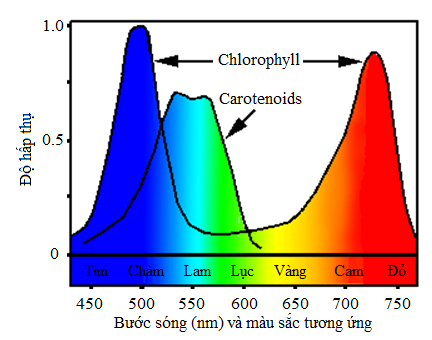 1.0
Chlorophyll
Carotenoids
0.5
Độ hấp thụ
0
Tím Chàm Lam Lục Vàng Cam Đỏ
450 500 550 600 650 700 750
Bước sóng (nm) và màu sắc tương ứng